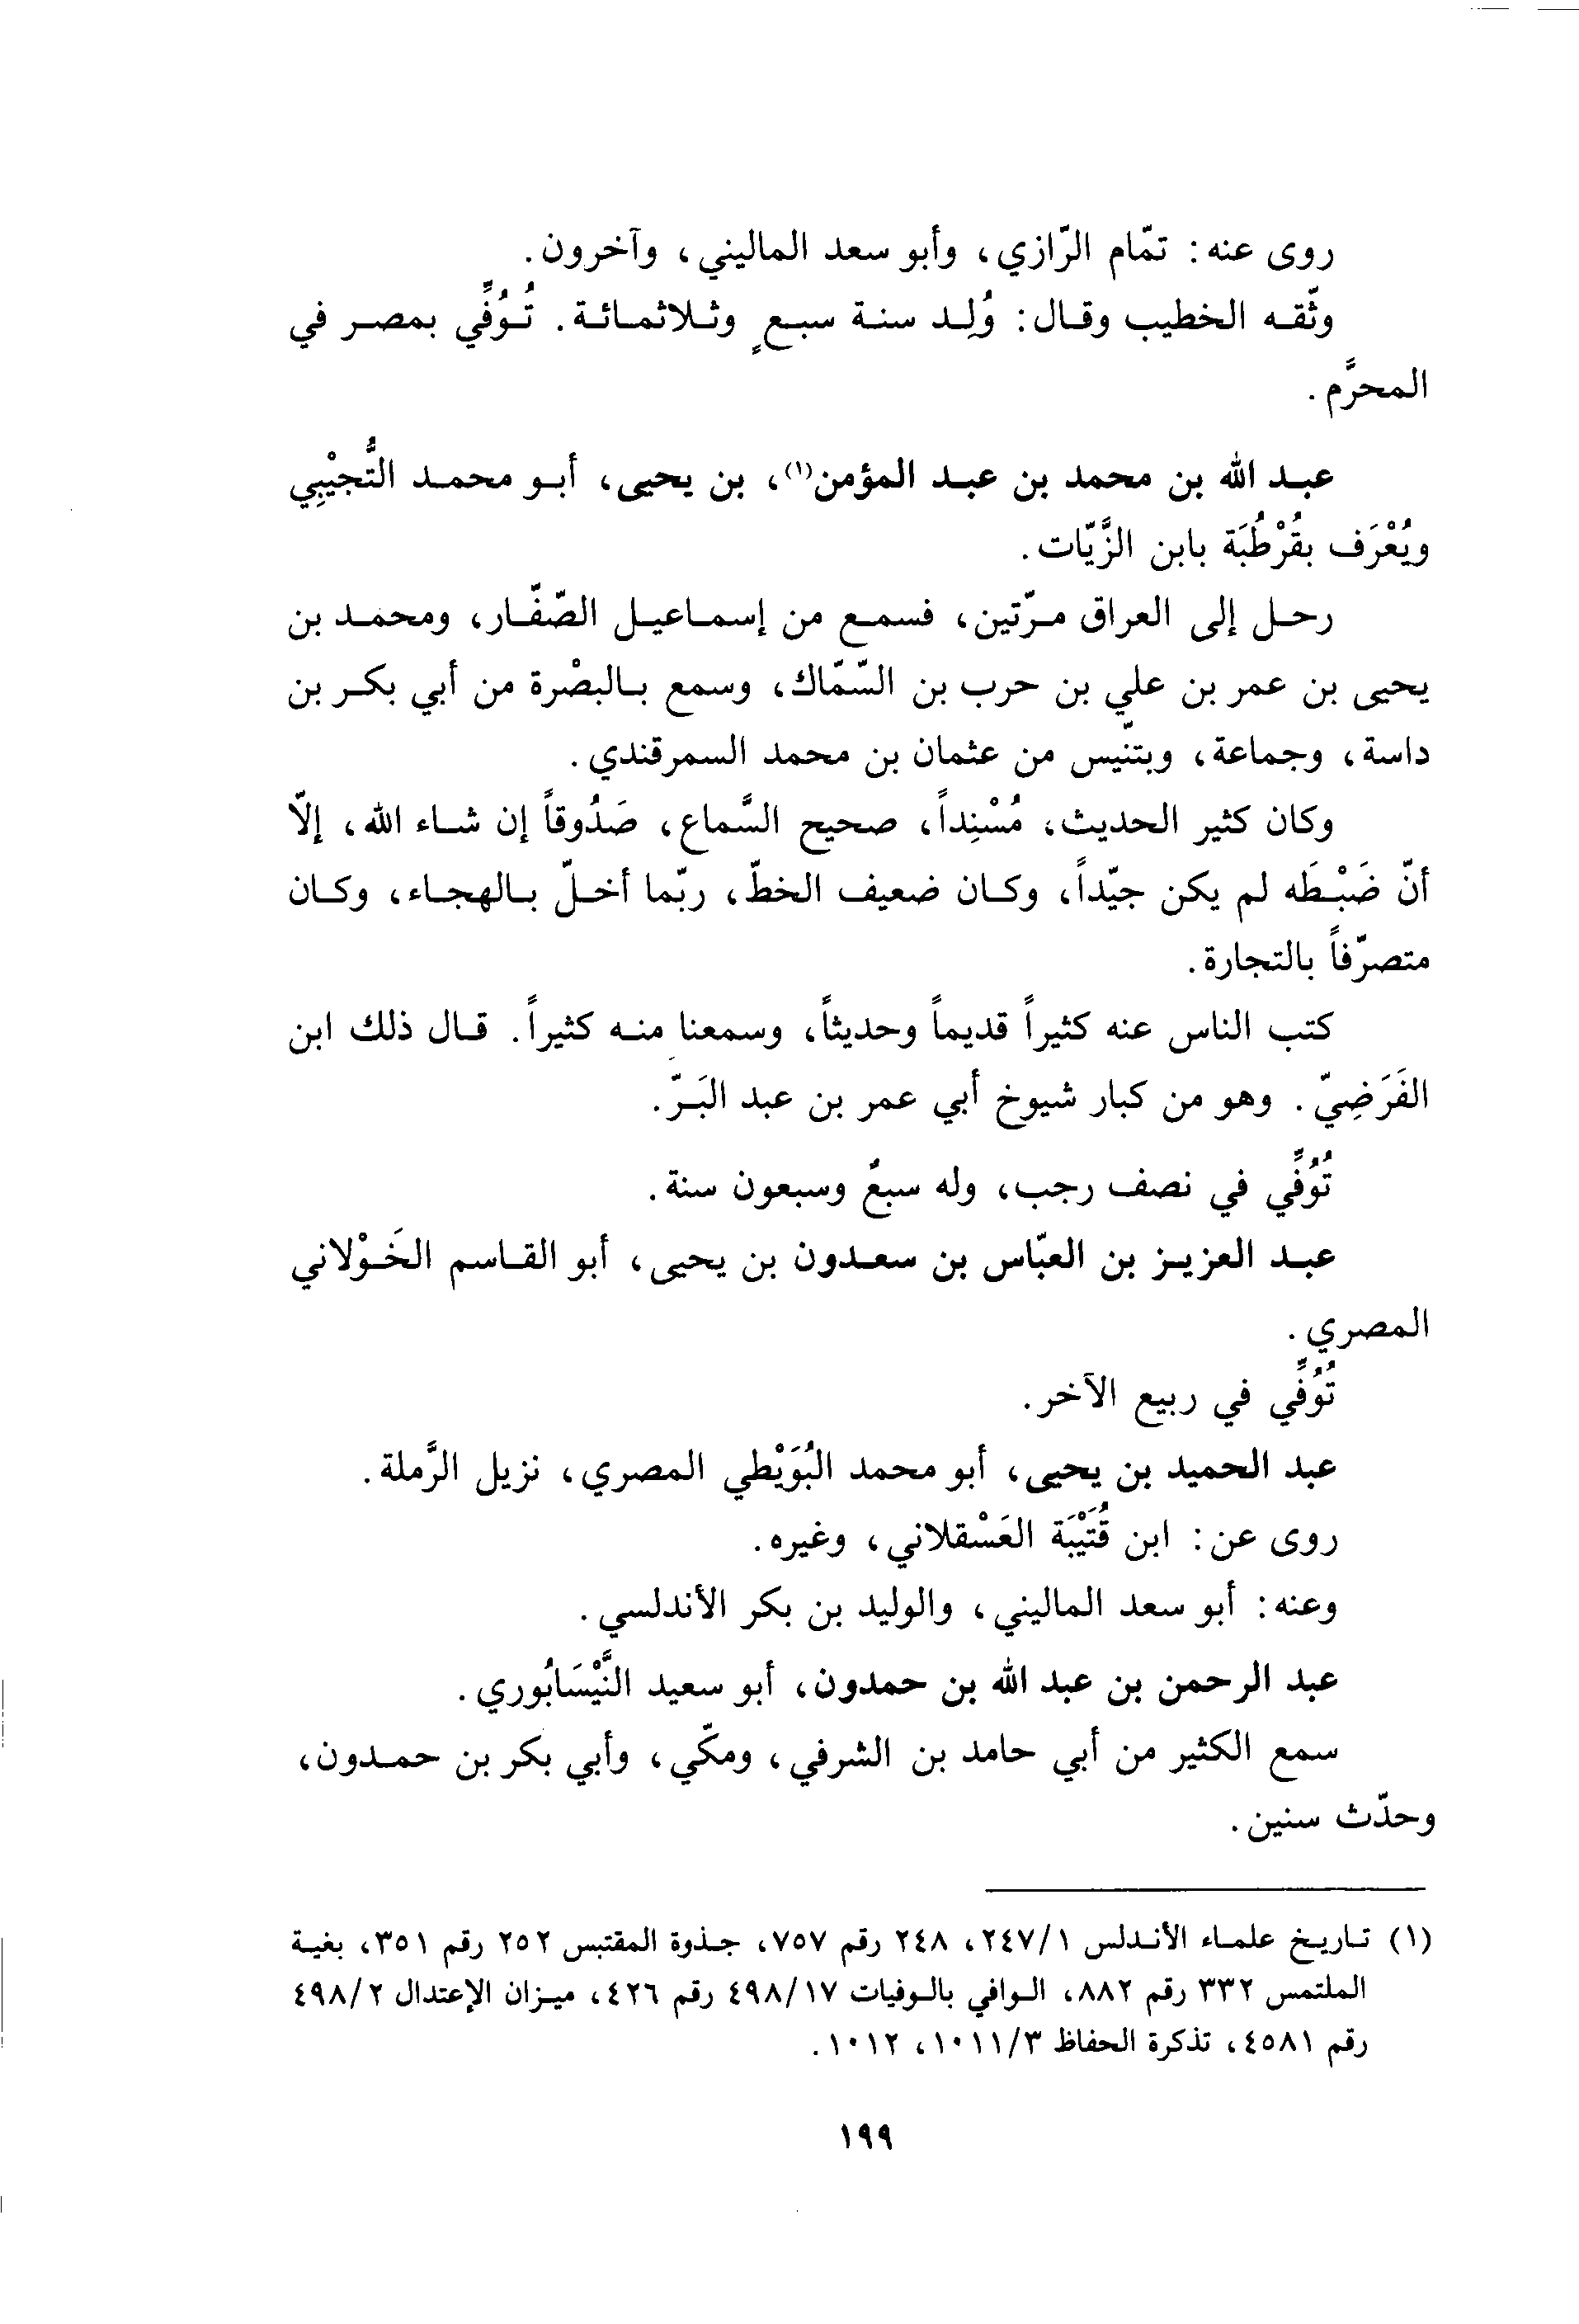 روى عنه: تمّام الرّازي، وأبو سعد الماليني، وآخرون.
وثّقه الخطيب وقال: وُلِد سنة سبعٍ وثلاثمائة. تُوُفِّي بمصر في
المحرَّم.
عبد الله بن محمد بن عبد المؤمن(١)، بن يحيى، أبو محمد التُّجيْبِي
ويُعْرَف بقُرْطُبَة بابن الزَّيّات.
رحل إلى العراق مرّتين، فسمع من إسماعيل الصّفّار، ومحمد بن
يحيى بن عمر بن علي بن حرب بن السّمّاك، وسمع بالبصْرة من أبي بكر بن
داسة، وجماعة، وبتنّيس من عثمان بن محمد السمرقندي.
وكان كثير الحديث، مُسْنِداً، صحيح السَّماع، صَدُوقاً إن شاء الله، إلّا
أنّ ضَبْطَه لم يكن جيّداً، وكان ضعيف الخطّ، ربّما أخلّ بالهجاء، وكان
متصرّفاً بالتجارة.
كتب الناس عنه كثيراً قديماً وحديثاً، وسمعنا منه كثيراً. قال ذلك ابن
الفَرَضِيّ. وهو من كبار شيوخ أبي عمر بن عبد البَرّ.
تُوُفِّي في نصف رجب، وله سبعٌ وسبعون سنة.
عبد العزيز بن العبّاس بن سعدون بن يحيى، أبو القاسم الخَوْلاني
المصري.
تُوُفِّي في ربيع الآخر.
عبد الحميد بن يحيى، أبو محمد البُوَيْطي المصري، نزيل الرَّملة.
روى عن: ابن قُتَيْبَة العَسْقلاني، وغيره.
وعنه: أبو سعد الماليني، والوليد بن بكر الأندلسي.
عبد الرحمن بن عبد الله بن حمدون، أبو سعيد النَّيْسَابُوري.
سمع الكثير من أبي حامد بن الشرفي، ومكّي، وأبي بكر بن حمدون،
وحدّث سنين.
(١) تاريخ علماء الأندلس ٢٤٧/١، ٢٤٨ رقم ٧٥٧، جذوة المقتبس ٢٥٢ رقم ٣٥١، بغية
الملتمس ٣٣٢ رقم ٨٨٢، الوافي بالوفيات ٤٩٨/١٧ رقم ٤٢٦، ميزان الإعتدال ٤٩٨/٢
رقم ٤٥٨١، تذكرة الحفاظ ١٠١١/٣، ١٠١٢.
١٩٩